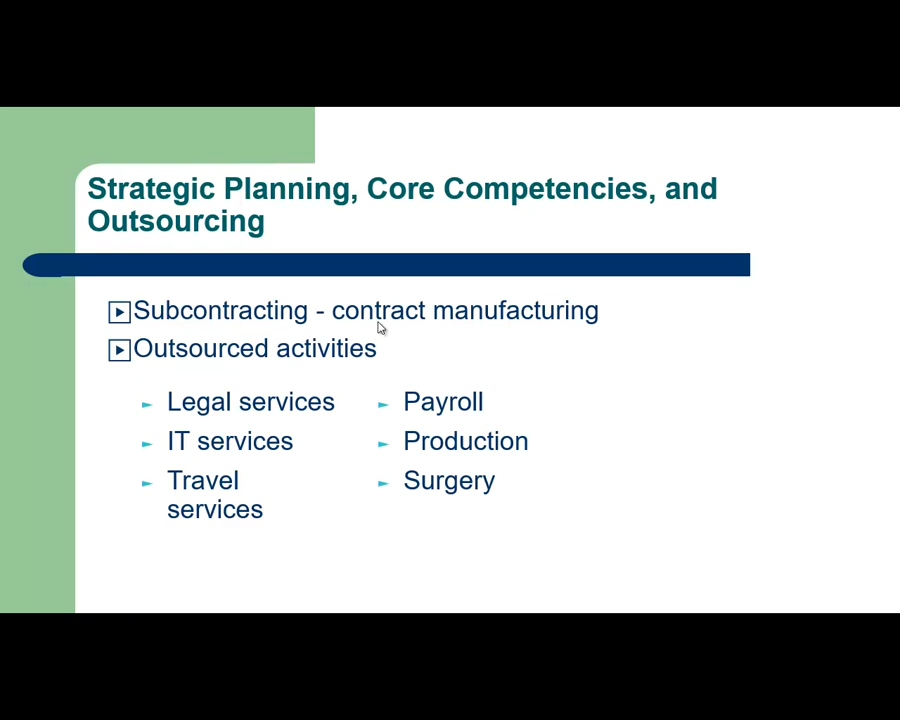 Strategic Planning, Core Competencies, and
Outsourcing
Subcontracting - contract manufacturing
Outsourced activities
Legal services
IT services
Travel
services
Payroll
Production
Surgery